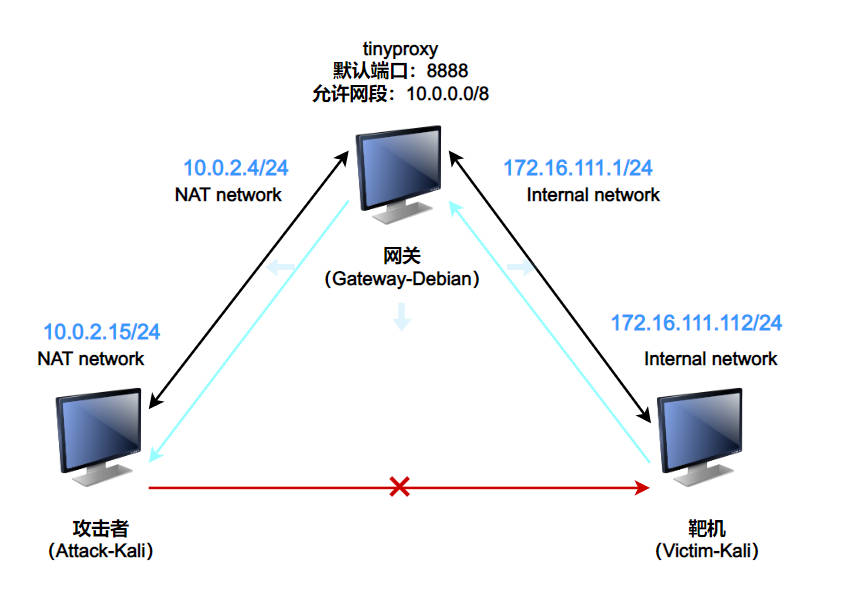 tinyproxy
默认端口：8888
允许网段：10.0.0.0/8
10.0.2.4/24
NAT network
172.16.111.1/24
Internal network
网关
（Gateway-Debian）
10.0.2.15/24
NAT network
172.16.111.112/24
Internal network
攻击者
（Attack-Kali）
靶机
（Victim-Kali）